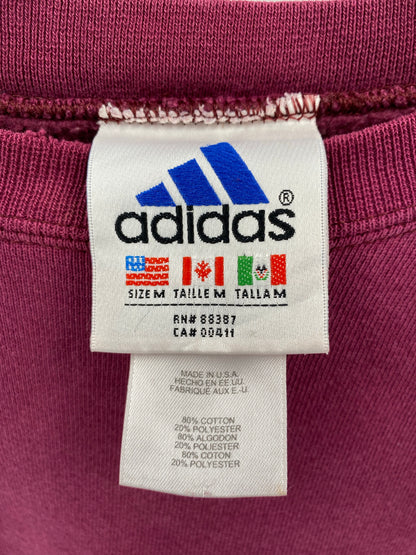 adidas®
SIZE M TAILLE M TALLA M
RN# 88387
CA# 00411
MADE IN U.S.A.
HECHO EN EE.UU.
FABRIQUÉ AUX E.-U.
80% COTTON
20% POLYESTER
80% ALGODON
20% POLIESTER
80% COTON
20% POLYESTER